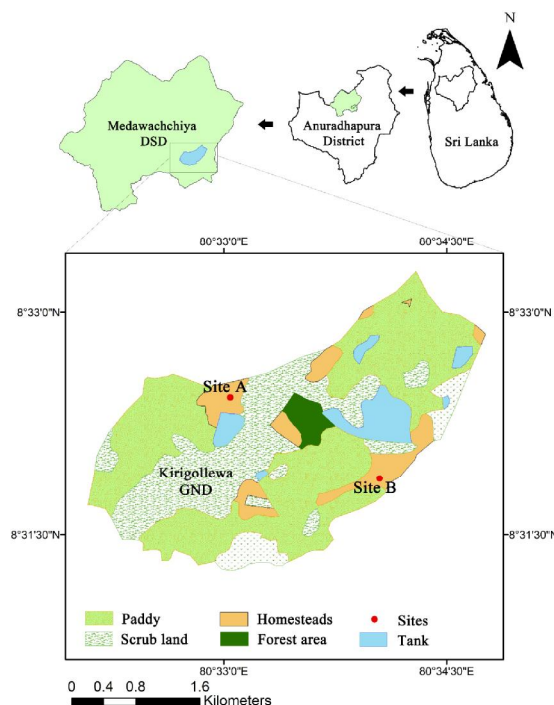 N
Medawachchiya
DSD
Anuradhapura
District
Sri Lanka
80°33'0"E
80°34'30"E
8°33'0"N
8°33'0"N
Site A
Kirigollewa
GND
Site B
8°31'30"N
8°31'30"N
Paddy
Homesteads
Sites
Scrub land
Forest area
Tank
80°33'0"E
80°34'30"E
0 0.4 0.8 1.6
Kilometers